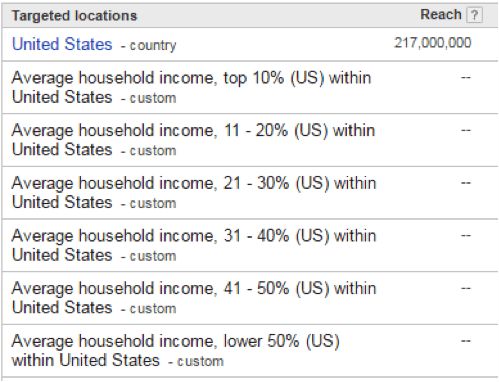 Targeted locations Reach ?
United States - country 217,000,000
Average household income, top 10% (US) within --
United States - custom
Average household income, 11 - 20% (US) within --
United States - custom
Average household income, 21 - 30% (US) within --
United States - custom
Average household income, 31 - 40% (US) within --
United States - custom
Average household income, 41 - 50% (US) within --
United States - custom
Average household income, lower 50% (US) --
within United States - custom